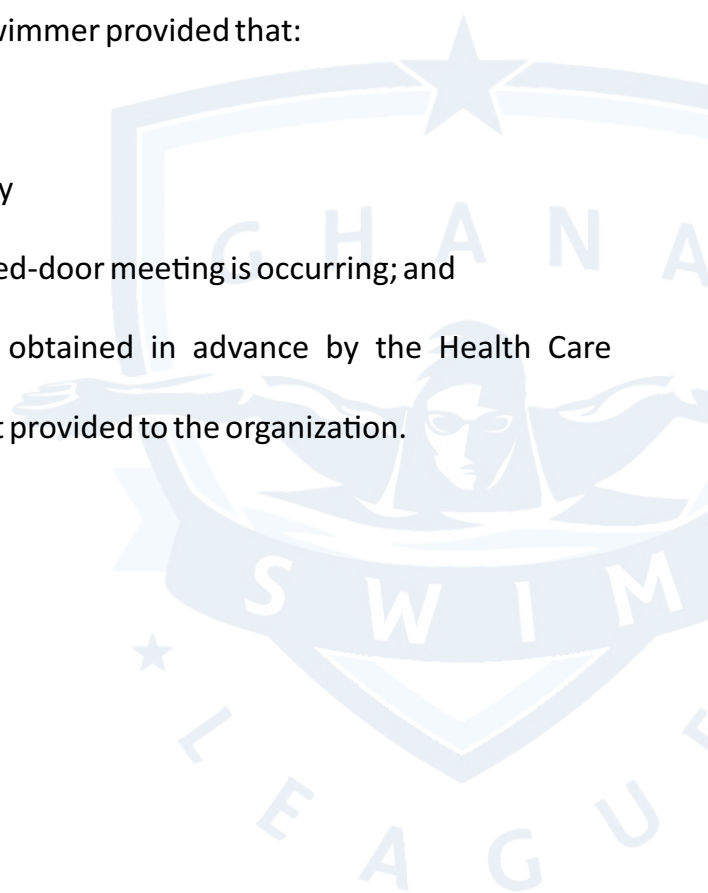 wimmer provided that:
y
ed-door meeting is occurring; and
obtained in advance by the Health Care
t provided to the organization.
GHANA
SWIM
LEAGUE